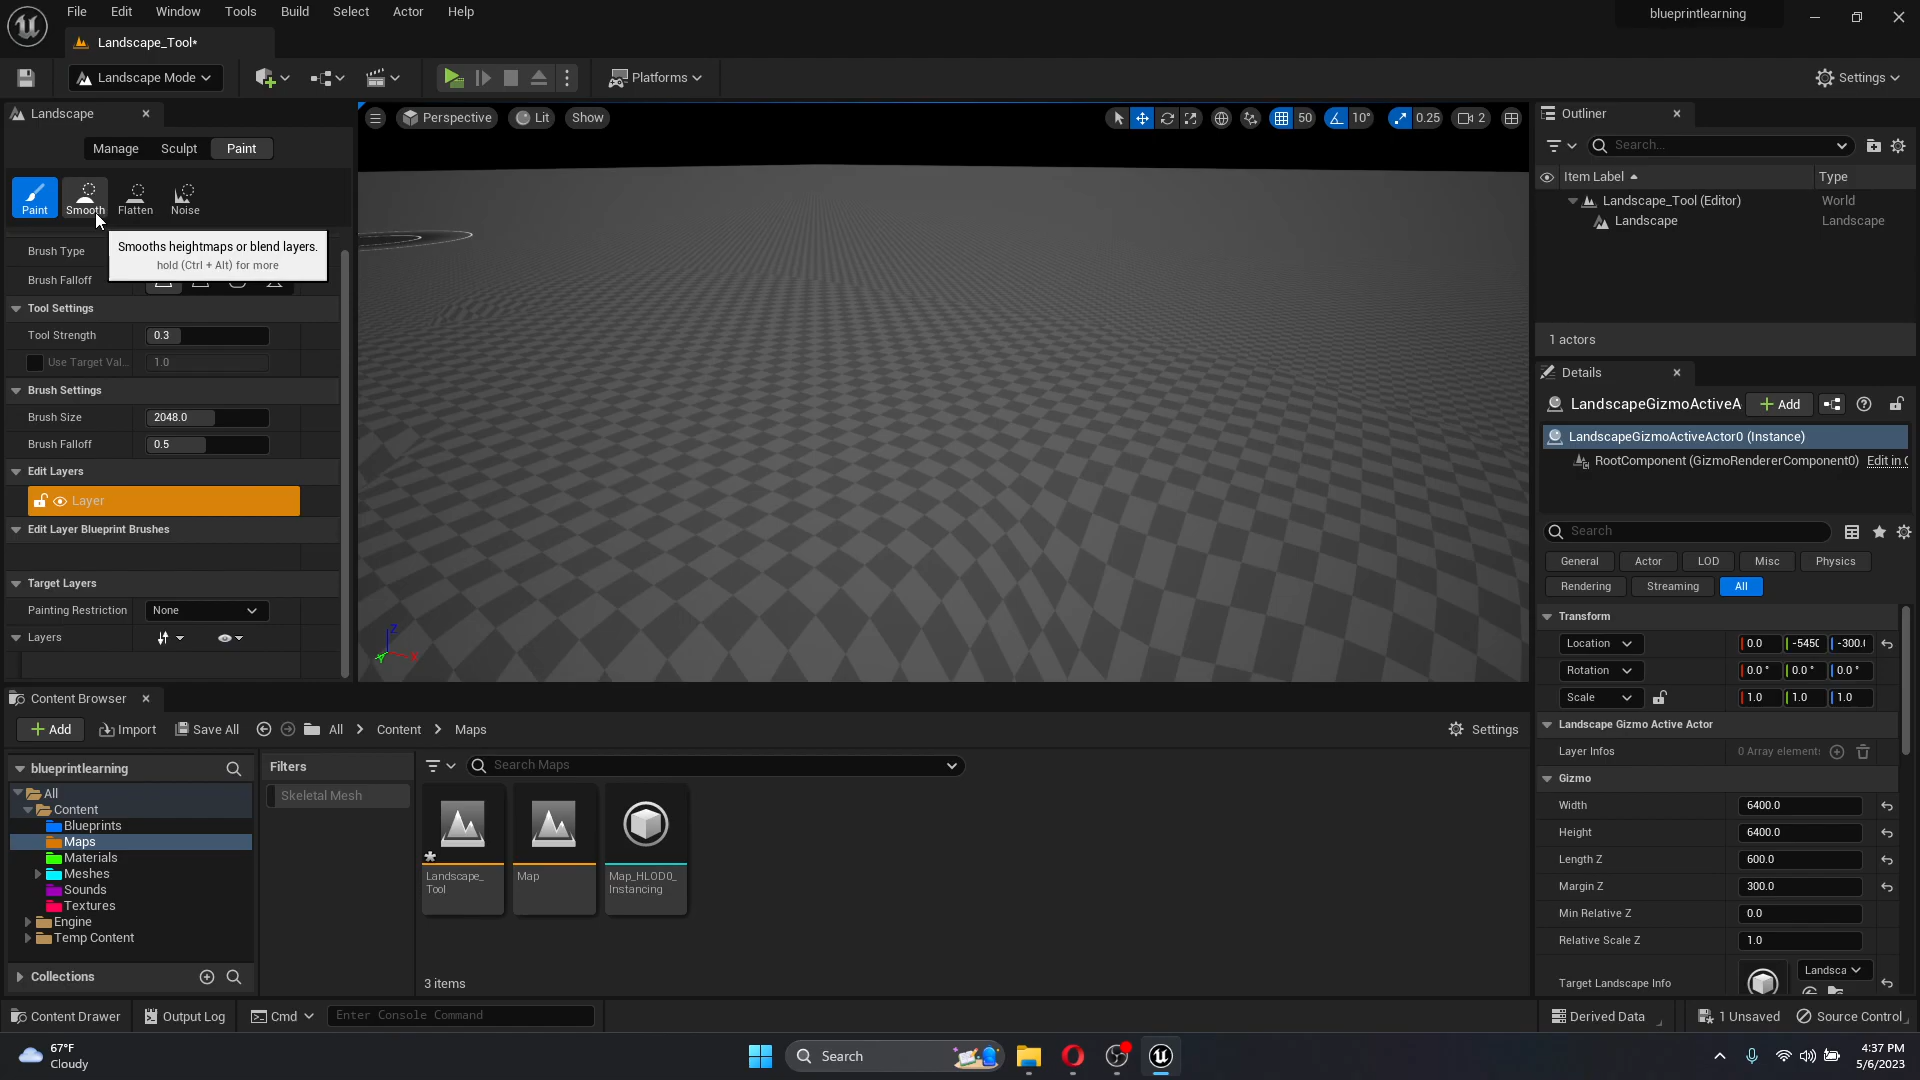 File Edit Window Tools Build Select Actor Help
blueprintlearning
Landscape_Tool*
Landscape Mode
Platforms
Settings
Landscape
Manage Sculpt Paint
Paint Smooth Flatten Noise
Smooths heightmaps or blend layers.
hold (Ctrl + Alt) for more
Brush Type
Brush Falloff
Tool Settings
Tool Strength 0.3
Use Target Val... 1.0
Brush Settings
Brush Size 2048.0
Brush Falloff 0.5
Edit Layers
Layer
Edit Layer Blueprint Brushes
Target Layers
Painting Restriction None
Layers
Perspective Lit Show
50 10° 0.25 2
Z
X
Y
Outliner
Search...
Item Label Type
Landscape_Tool (Editor) World
Landscape Landscape
1 actors
Details
LandscapeGizmoActiveA Add
LandscapeGizmoActiveActor0 (Instance)
RootComponent (GizmoRendererComponent0) Edit in C
Search
General Actor LOD Misc Physics
Rendering Streaming All
Transform
Location 0.0 -5450 -300.0
Rotation 0.0 ° 0.0 ° 0.0 °
Scale 1.0 1.0 1.0
Landscape Gizmo Active Actor
Layer Infos 0 Array element:
Gizmo
Width 6400.0
Height 6400.0
Length Z 600.0
Margin Z 300.0
Min Relative Z 0.0
Relative Scale Z 1.0
Target Landscape Info Landsca
Content Browser
Add Import Save All All Content Maps
Settings
blueprintlearning
All
Content
Blueprints
Maps
Materials
Meshes
Sounds
Textures
Engine
Temp Content
Collections
Filters
Skeletal Mesh
Search Maps
Landscape_
Tool
Map
Map_HLOD0_
Instancing
3 items
Content Drawer Output Log Cmd Enter Console Command
Derived Data 1 Unsaved Source Control
67°F
Cloudy
Search
4:37 PM
5/6/2023